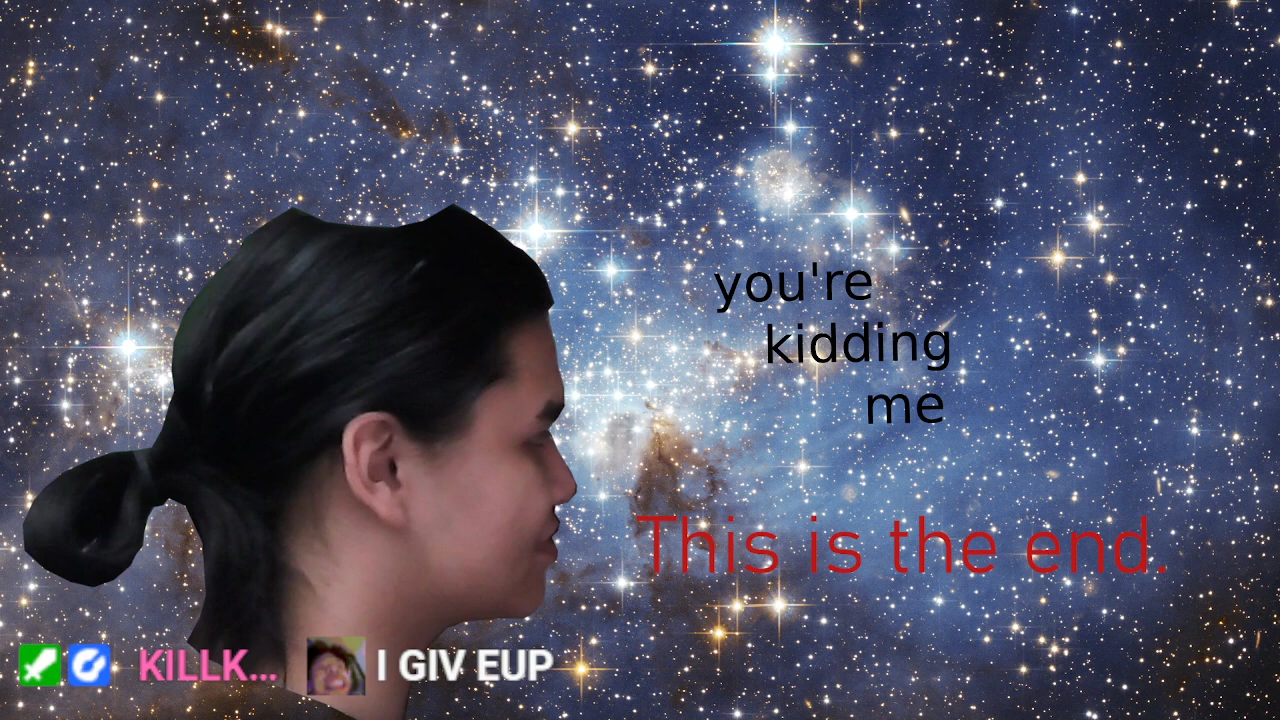 you're
kidding
me
This is the end.
KILLK... I GIV EUP